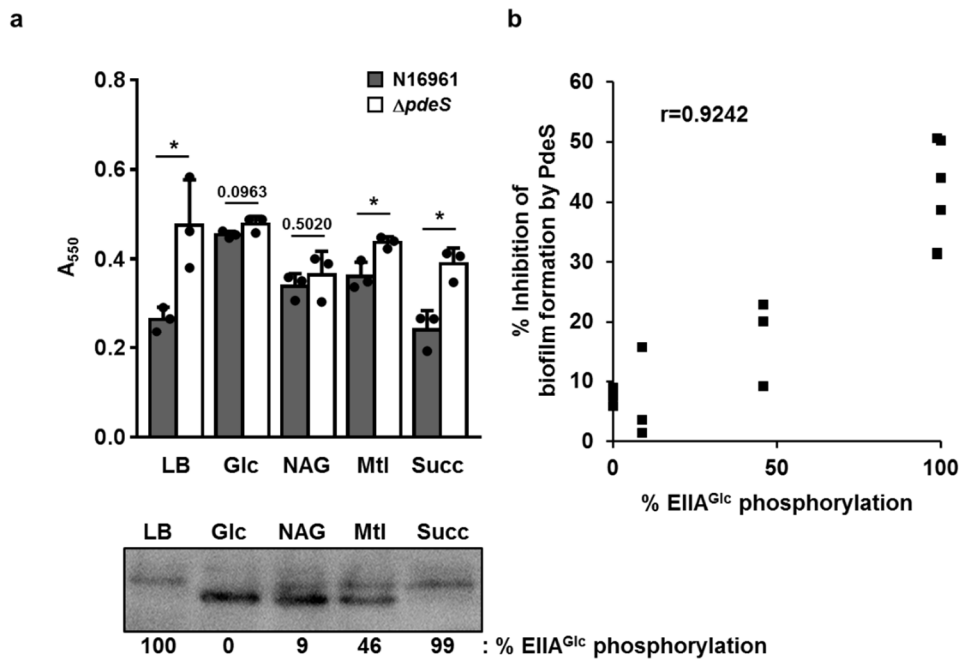 a
0.8
0.6
0.4
0.2
0.0
A550
N16961
ΔpdeS
*
0.0963
0.5020
*
*
LB Glc NAG Mtl Succ
LB Glc NAG Mtl Succ
100 0 9 46 99 : % EIIAGlc phosphorylation
b
60
50
40
30
20
10
0
% Inhibition of
biofilm formation by PdeS
r=0.9242
0 50 100
% EIIAGlc phosphorylation